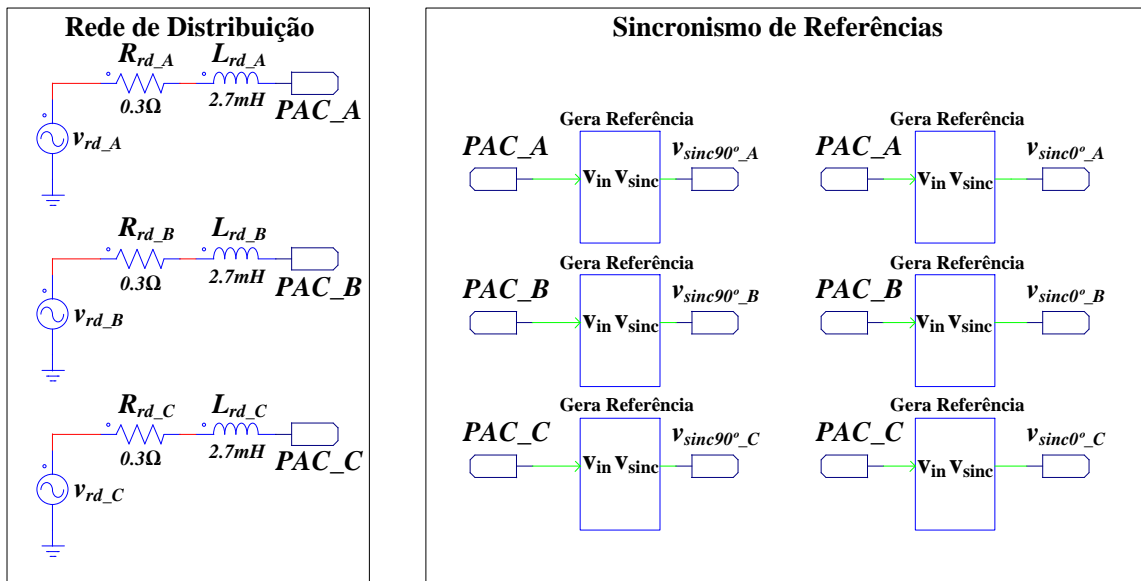 Rede de Distribuição
R_rd_A
L_rd_A
0.3Ω
2.7mH
PAC_A
v_rd_A
R_rd_B
L_rd_B
0.3Ω
2.7mH
PAC_B
v_rd_B
R_rd_C
L_rd_C
0.3Ω
2.7mH
PAC_C
v_rd_C
Sincronismo de Referências
Gera Referência
PAC_A
v_in v_sinc
v_sinc90º_A
Gera Referência
PAC_A
v_in v_sinc
v_sinc0º_A
Gera Referência
PAC_B
v_in v_sinc
v_sinc90º_B
Gera Referência
PAC_B
v_in v_sinc
v_sinc0º_B
Gera Referência
PAC_C
v_in v_sinc
v_sinc90º_C
Gera Referência
PAC_C
v_in v_sinc
v_sinc0º_C